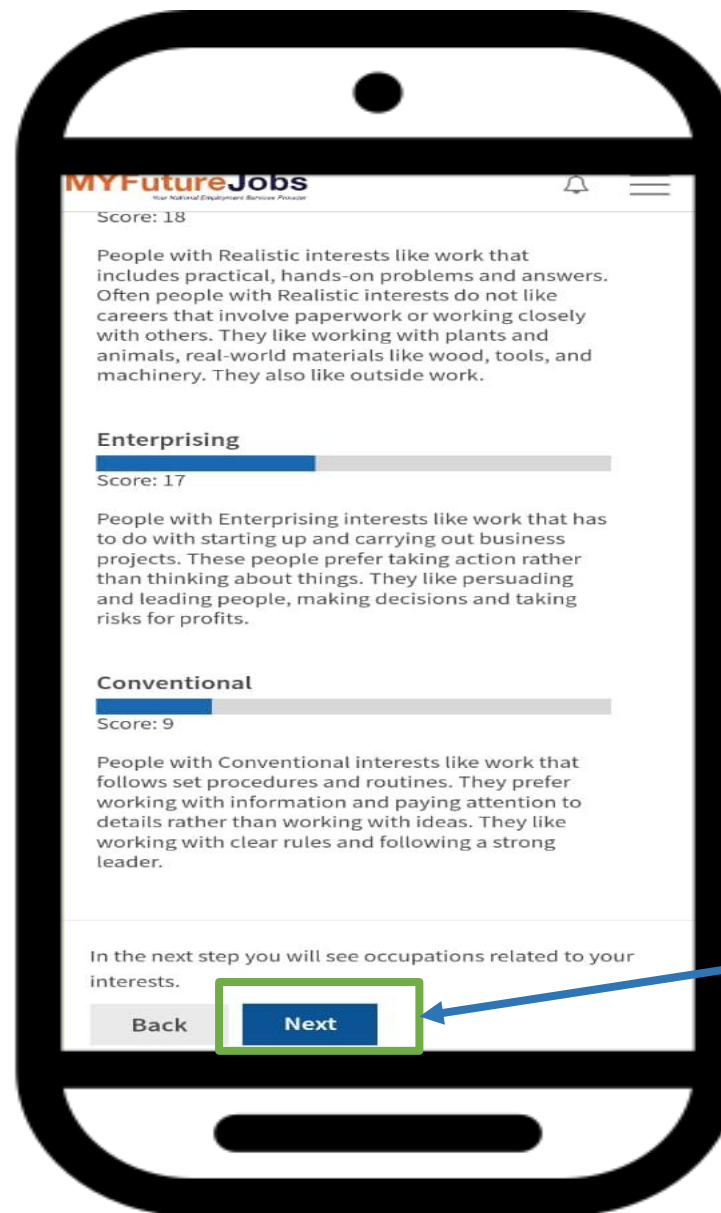 MYFutureJobs
Your National Employment Services Provider
Score: 18
People with Realistic interests like work that
includes practical, hands-on problems and answers.
Often people with Realistic interests do not like
careers that involve paperwork or working closely
with others. They like working with plants and
animals, real-world materials like wood, tools, and
machinery. They also like outside work.
Enterprising
Score: 17
People with Enterprising interests like work that has
to do with starting up and carrying out business
projects. These people prefer taking action rather
than thinking about things. They like persuading
and leading people, making decisions and taking
risks for profits.
Conventional
Score: 9
People with Conventional interests like work that
follows set procedures and routines. They prefer
working with information and paying attention to
details rather than working with ideas. They like
working with clear rules and following a strong
leader.
In the next step you will see occupations related to your
interests.
Back Next